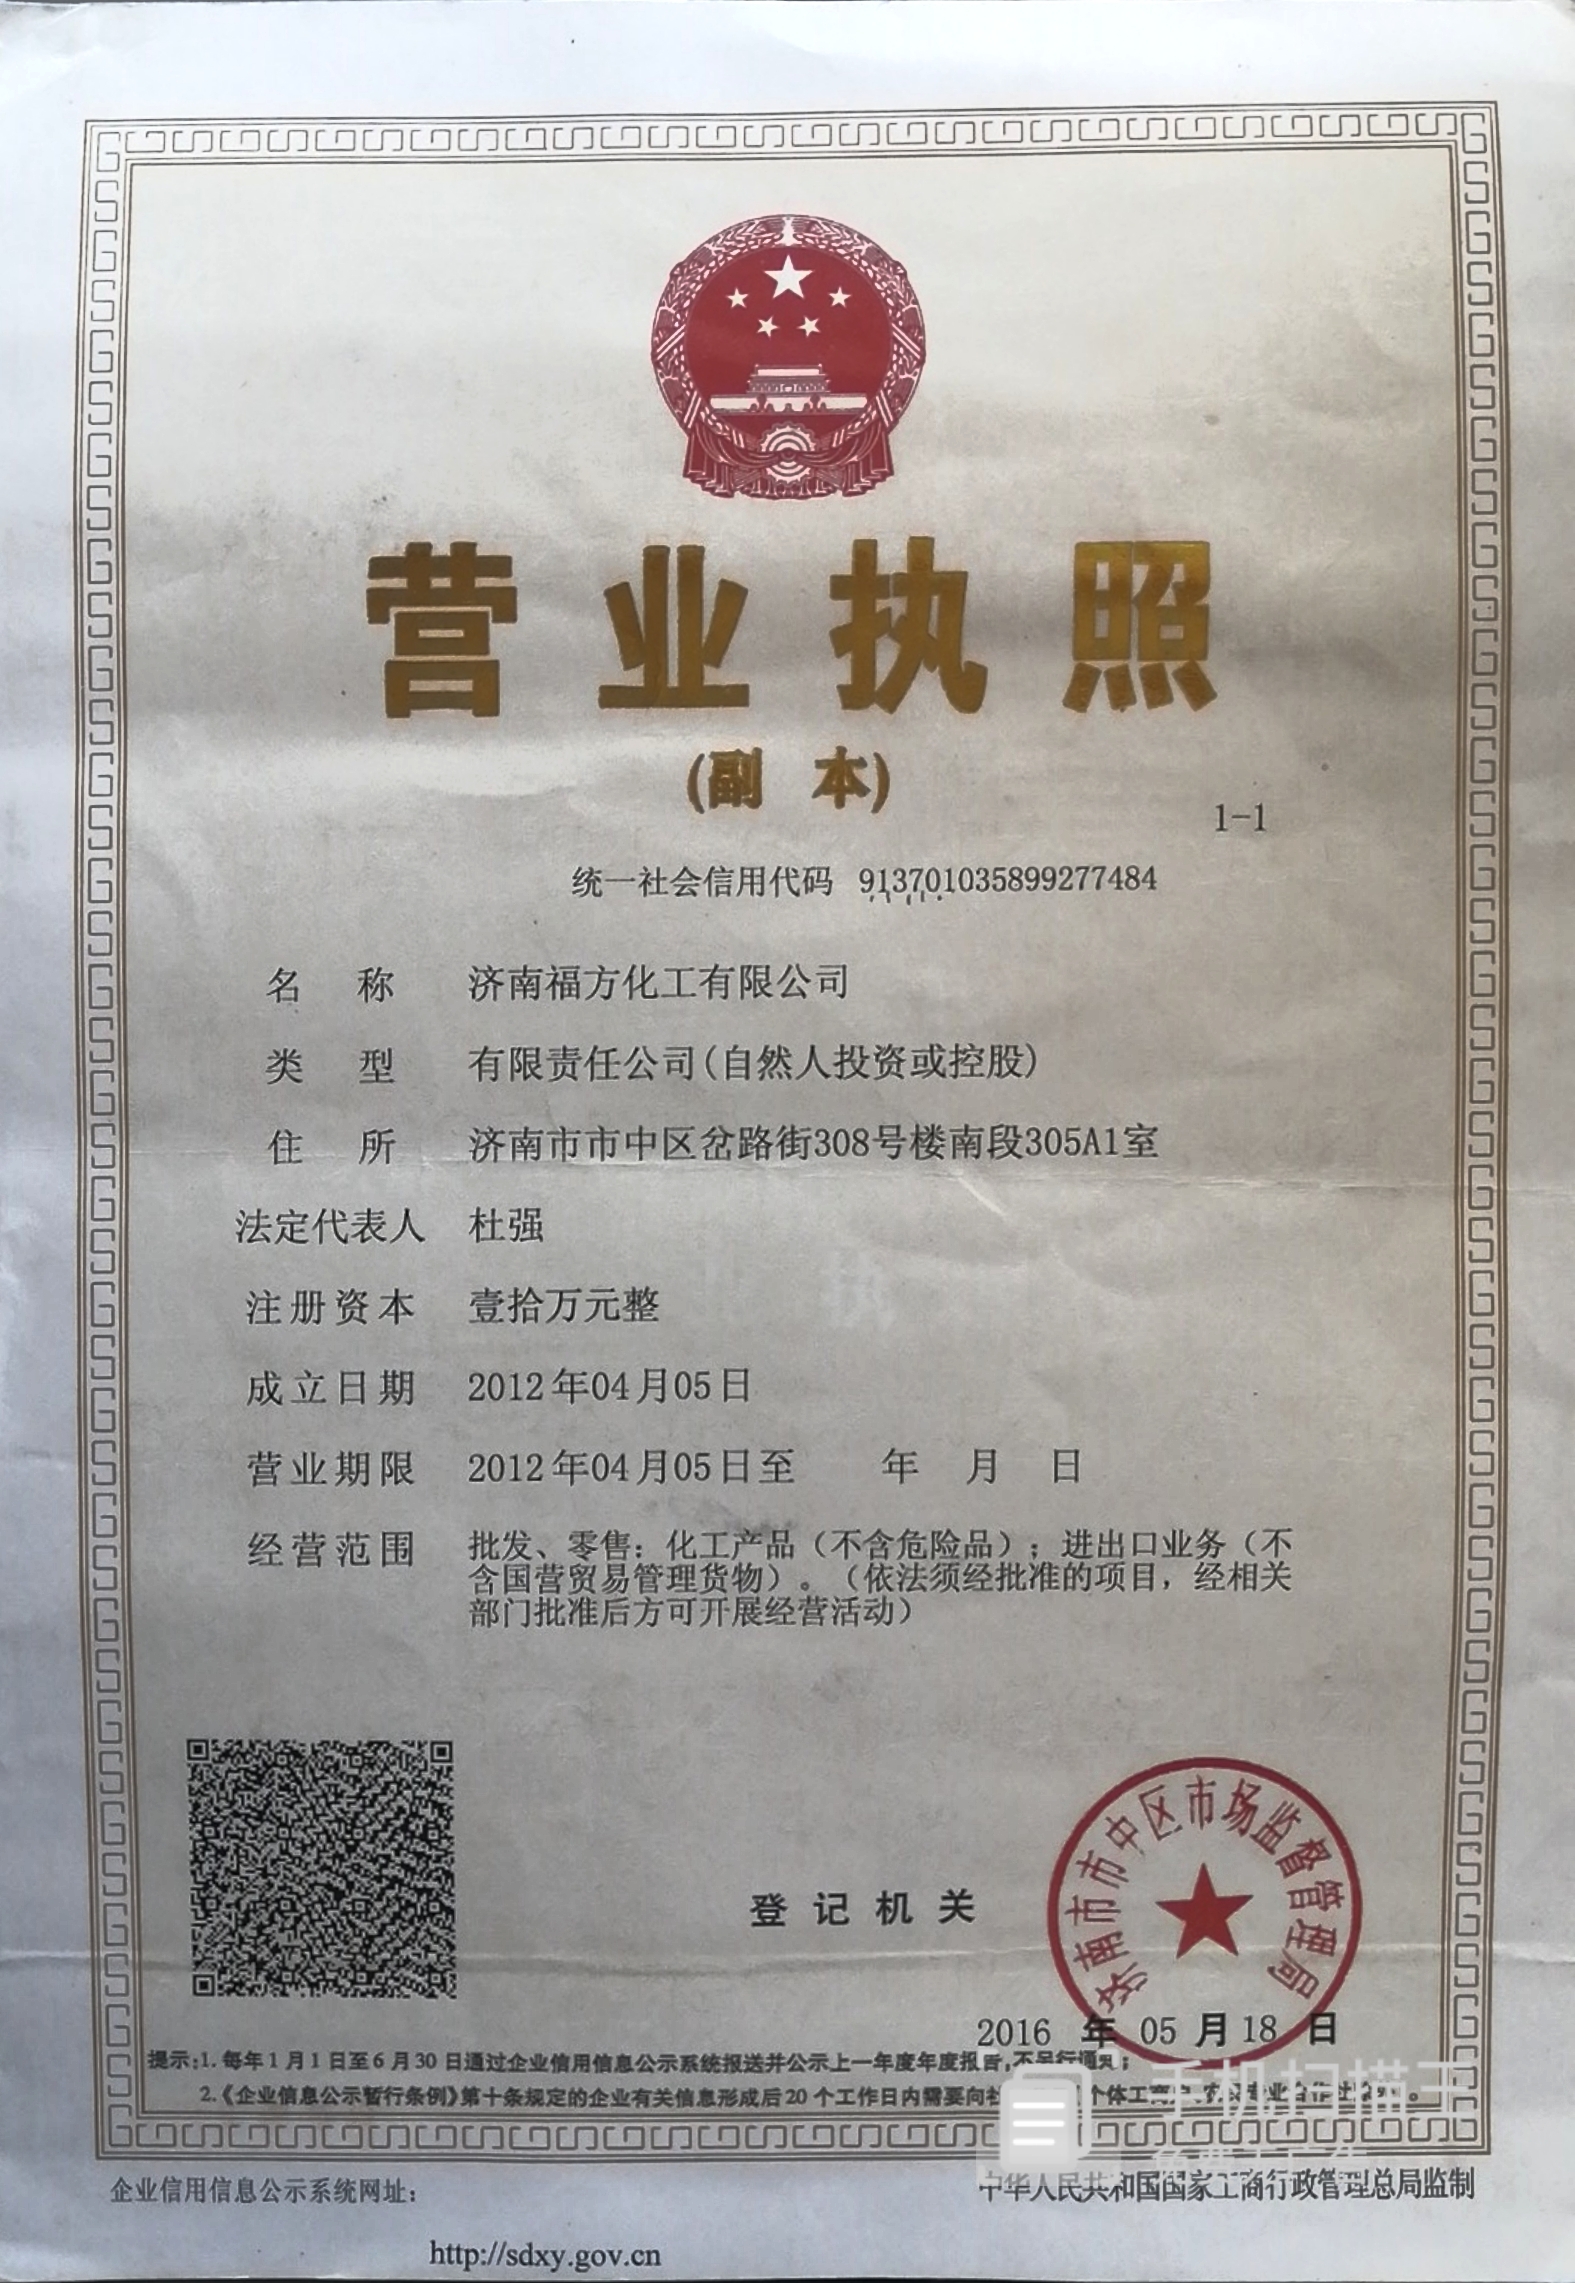 营业执照
(副 本)
1-1
统一社会信用代码 913701035899277484
名 称 济南福方化工有限公司
类 型 有限责任公司(自然人投资或控股)
住 所 济南市市中区岔路街308号楼南段305A1室
法定代表人 杜强
注册资本 壹拾万元整
成立日期 2012年04月05日
营业期限 2012年04月05日至 年 月 日
经营范围 批发、零售：化工产品（不含危险品）；进出口业务（不
含国营贸易管理货物）。（依法须经批准的项目，经相关
部门批准后方可开展经营活动）
济南市市中区市场监督管理局
登记机关
2016 年 05 月 18 日
提示:1. 每年1月1日至6月30日通过企业信用信息公示系统报送并公示上一年度年度报告,不另行通知;
2.《企业信息公示暂行条例》第十条规定的企业有关信息形成后20个工作日内需要向社 个体工商
手机扫描王
企业信用信息公示系统网址：
中华人民共和国国家工商行政管理总局监制
http://sdxy.gov.cn